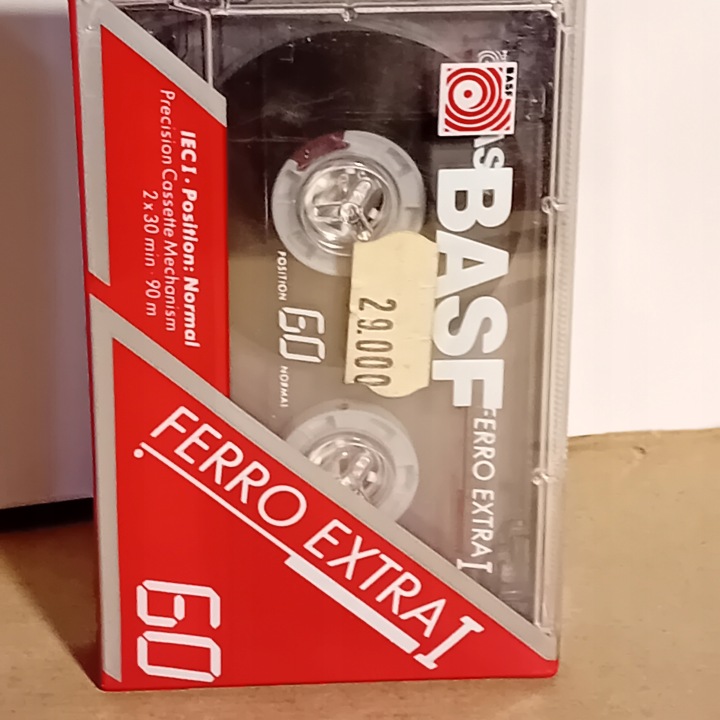 IEC I · Position: Normal
Precision Cassette Mechanism
2 x 30 min · 90 m
FERRO EXTRA I
60
BASF
BASF
FERRO EXTRA I
POSITION
60
NORMAL
29.000